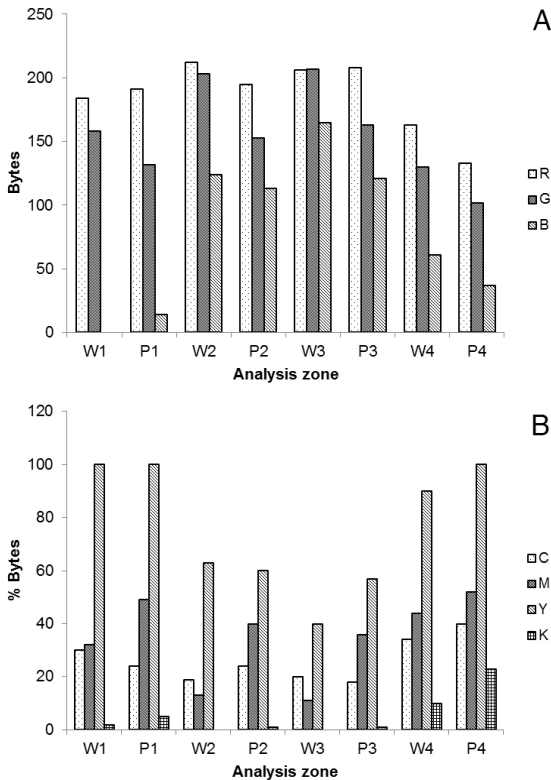 A
250
200
150
100
50
0
Bytes
R
G
B
W1 P1 W2 P2 W3 P3 W4 P4
Analysis zone
B
120
100
80
60
40
20
0
% Bytes
C
M
Y
K
W1 P1 W2 P2 W3 P3 W4 P4
Analysis zone